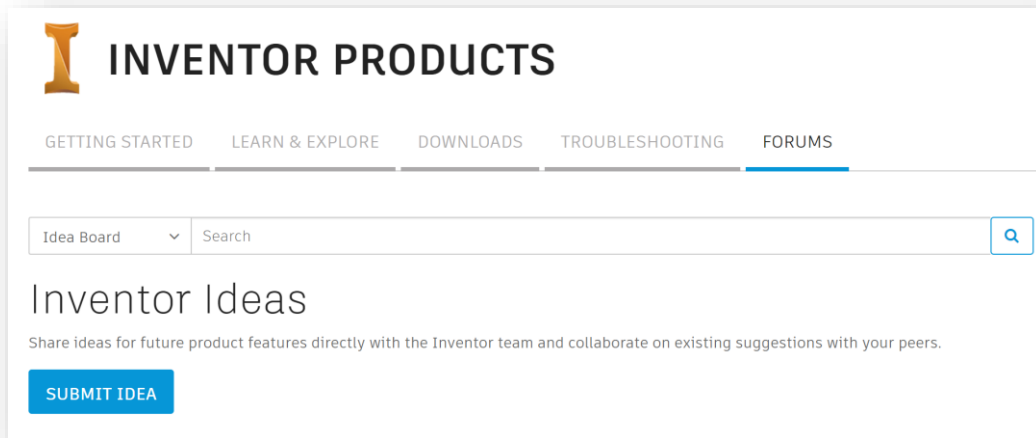 INVENTOR PRODUCTS
GETTING STARTED LEARN & EXPLORE DOWNLOADS TROUBLESHOOTING FORUMS
Idea Board Search
Inventor Ideas
Share ideas for future product features directly with the Inventor team and collaborate on existing suggestions with your peers.
SUBMIT IDEA